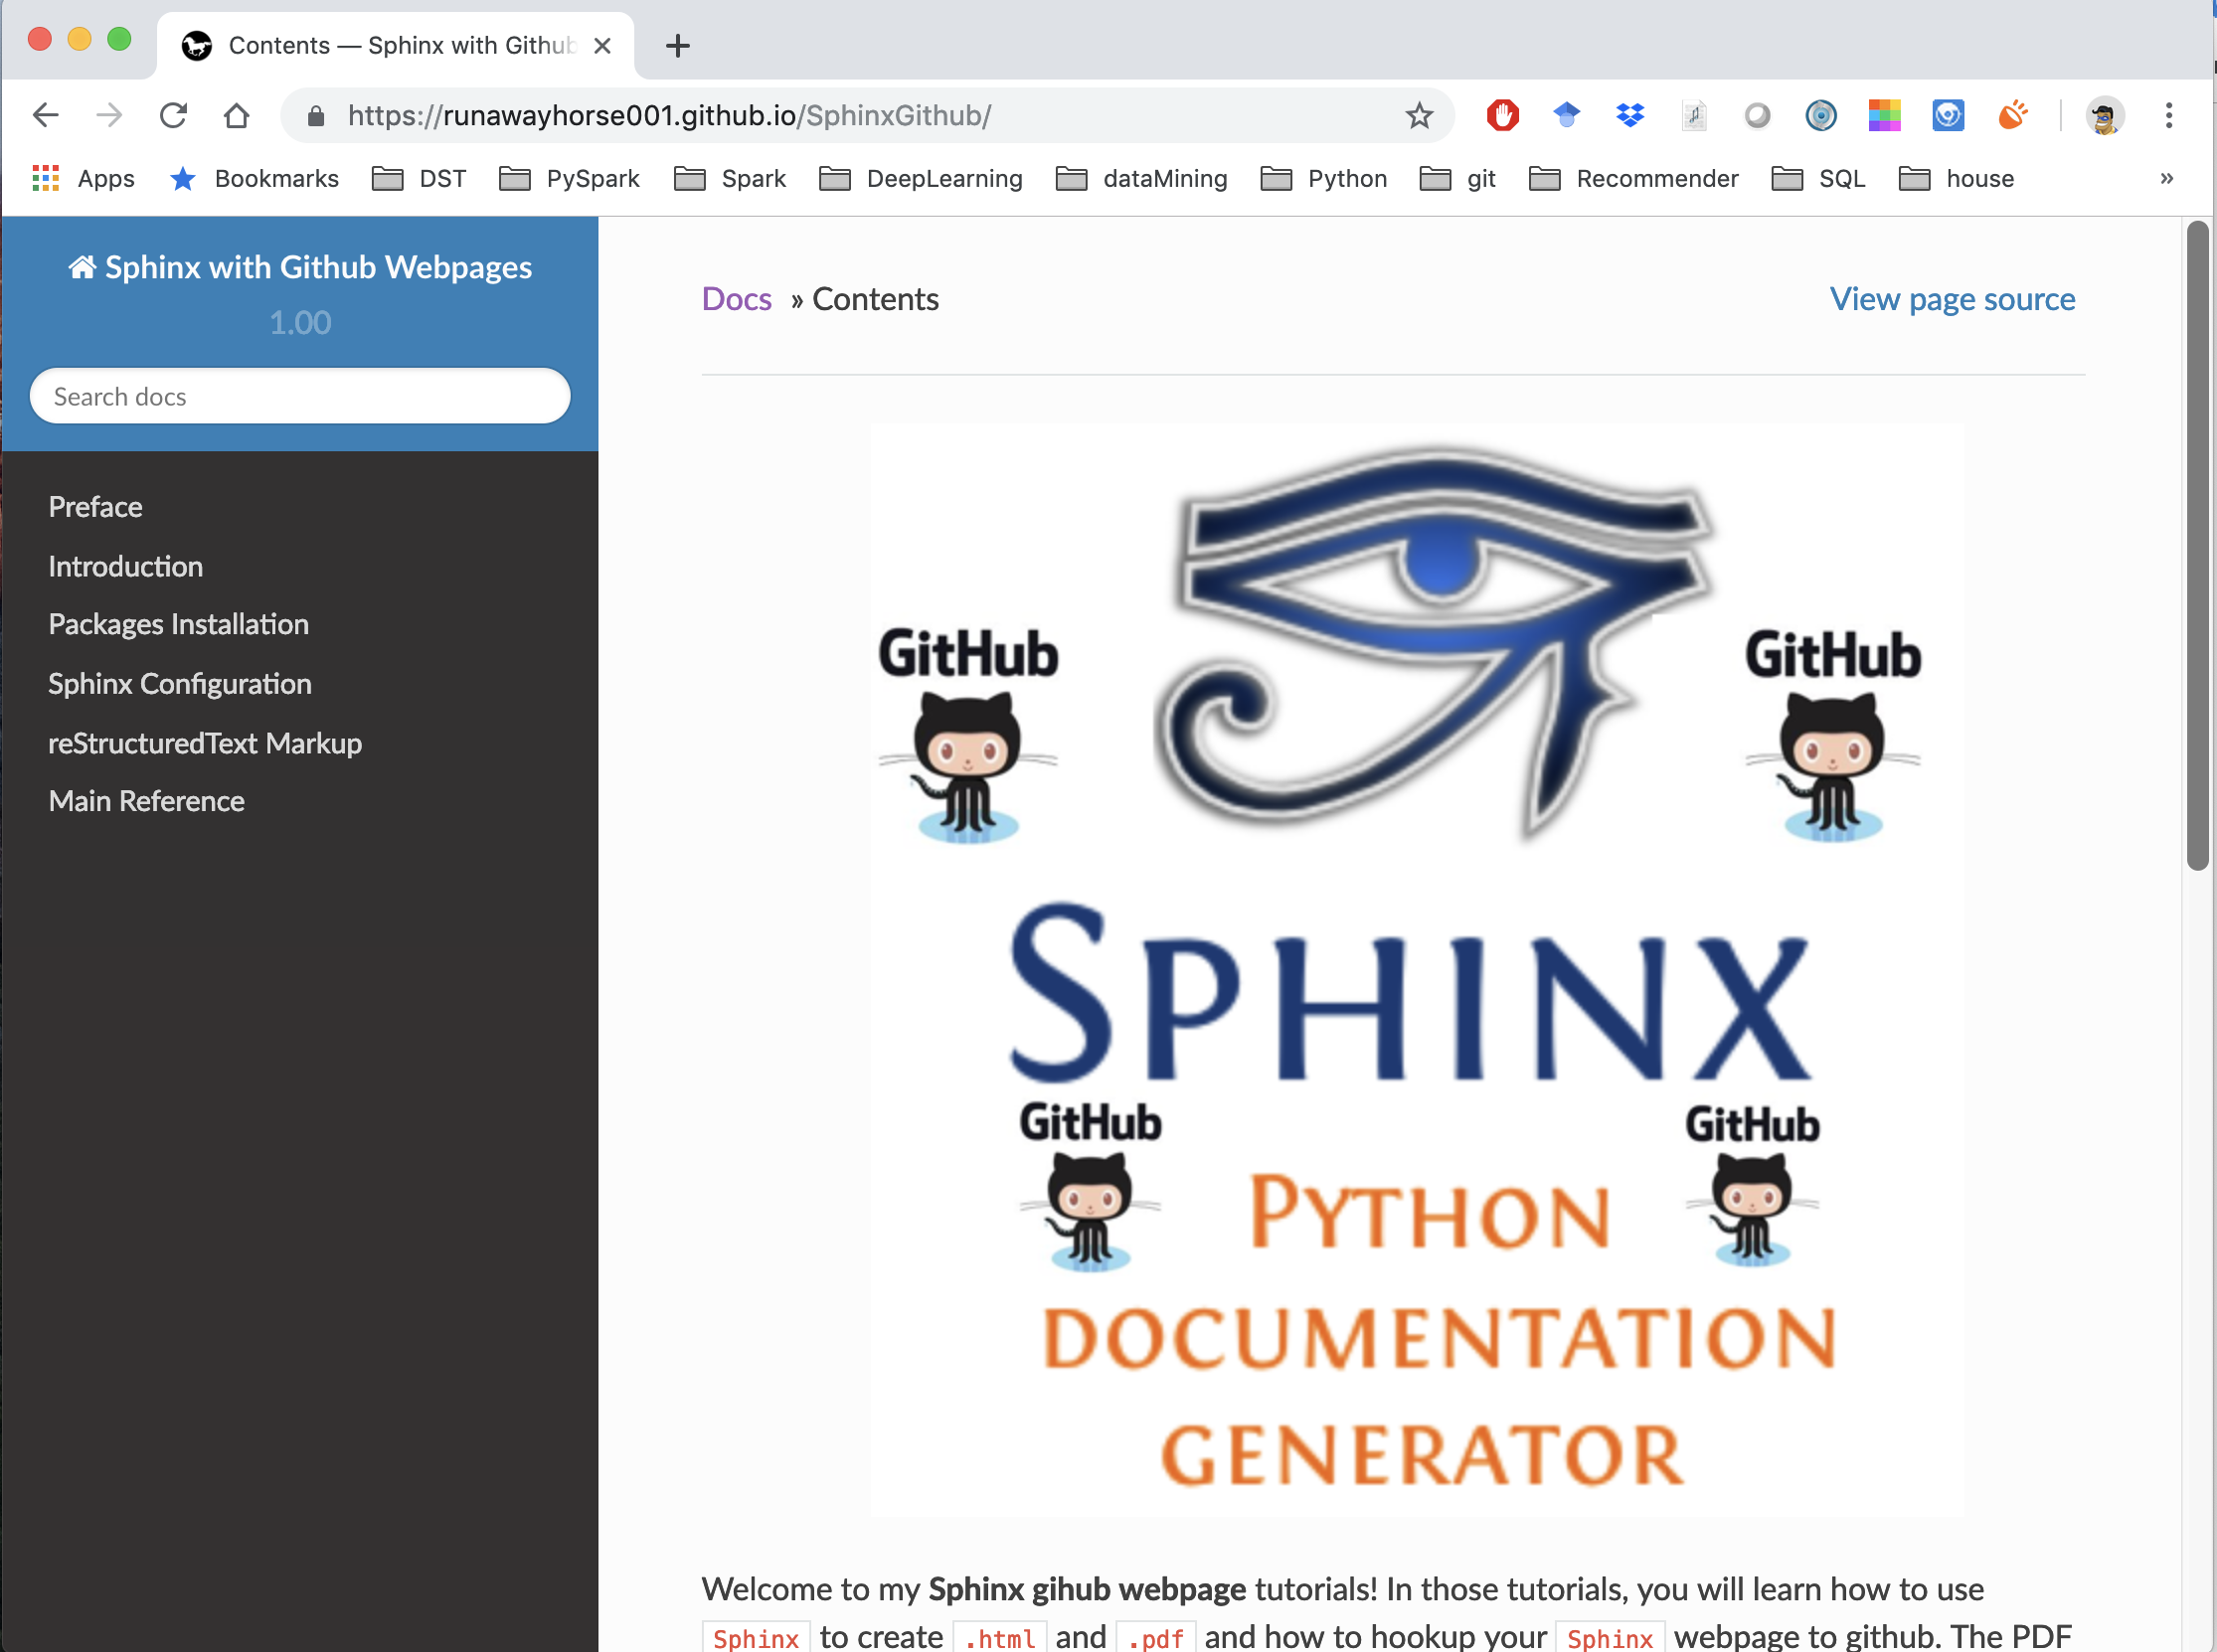 Contents — Sphinx with Github
https://runawayhorse001.github.io/SphinxGithub/
Apps Bookmarks DST PySpark Spark DeepLearning dataMining Python git Recommender SQL house »
Sphinx with Github Webpages
1.00
Search docs
Preface
Introduction
Packages Installation
Sphinx Configuration
reStructuredText Markup
Main Reference
Docs » Contents
View page source
GitHub
GitHub
SPHINX
GitHub
GitHub
PYTHON
DOCUMENTATION
GENERATOR
Welcome to my Sphinx gihub webpage tutorials! In those tutorials, you will learn how to use
Sphinx to create .html and .pdf and how to hookup your Sphinx webpage to github. The PDF